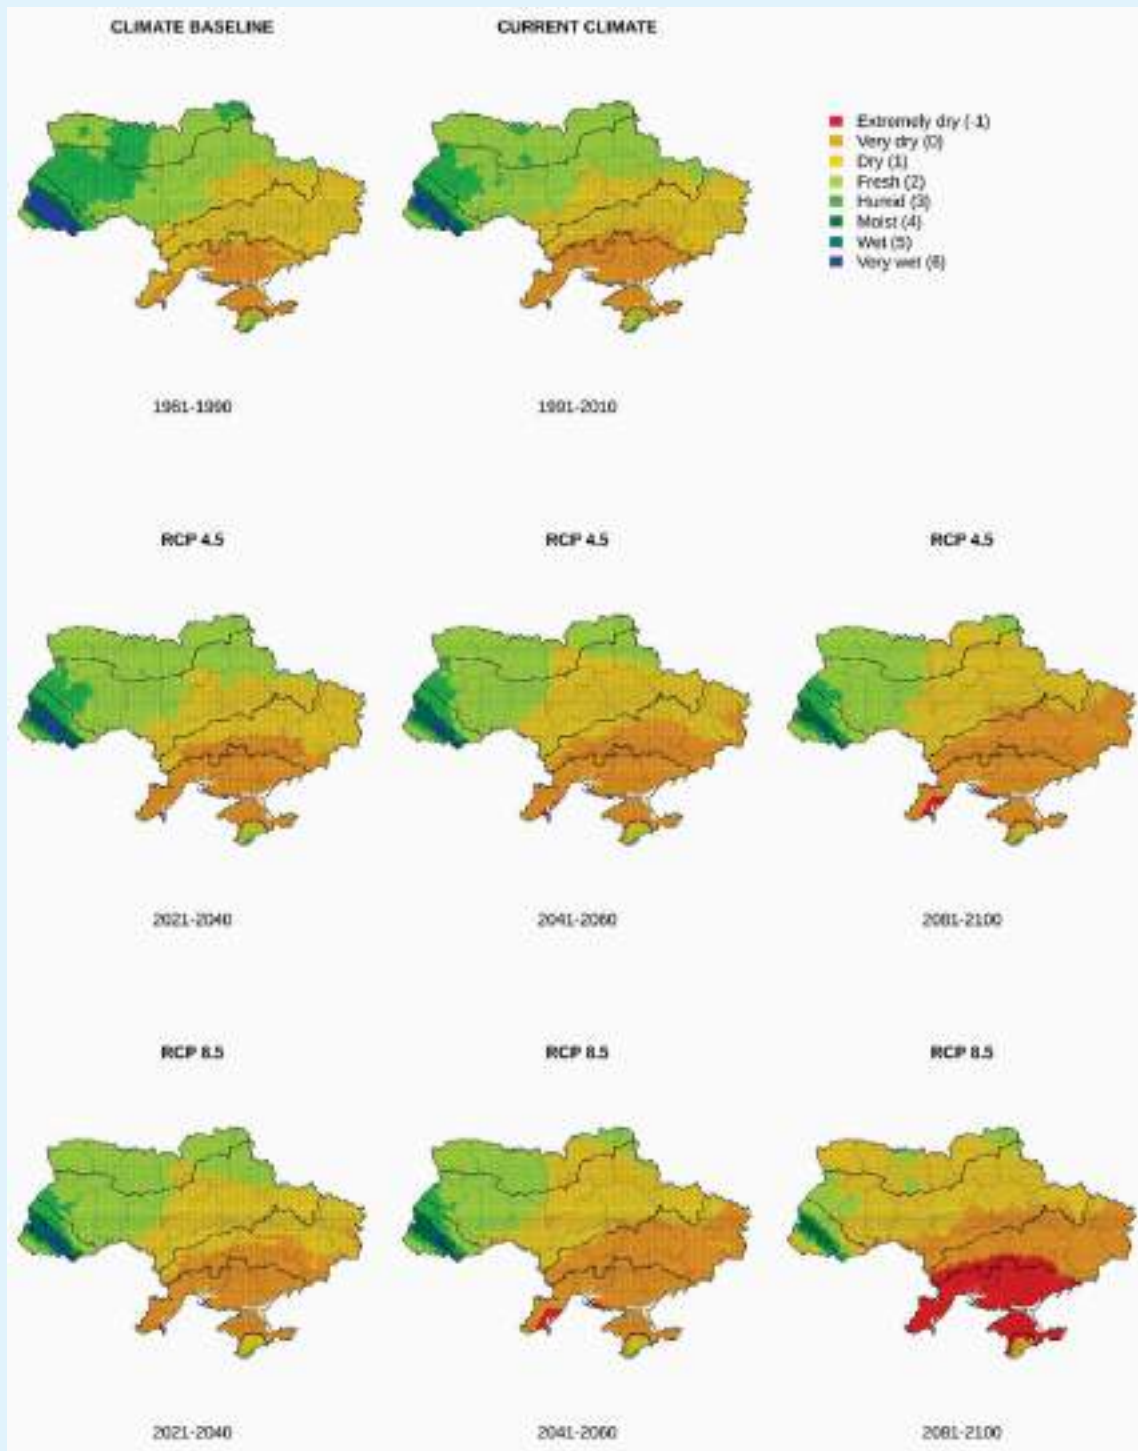 CLIMATE BASELINE
CURRENT CLIMATE
Extremely dry (-1)
Very dry (0)
Dry (1)
Fresh (2)
Humid (3)
Moist (4)
Wet (5)
Very wet (6)
1961-1990
1991-2010
RCP 4.5
RCP 4.5
RCP 4.5
2021-2040
2041-2060
2081-2100
RCP 8.5
RCP 8.5
RCP 8.5
2021-2040
2041-2060
2081-2100